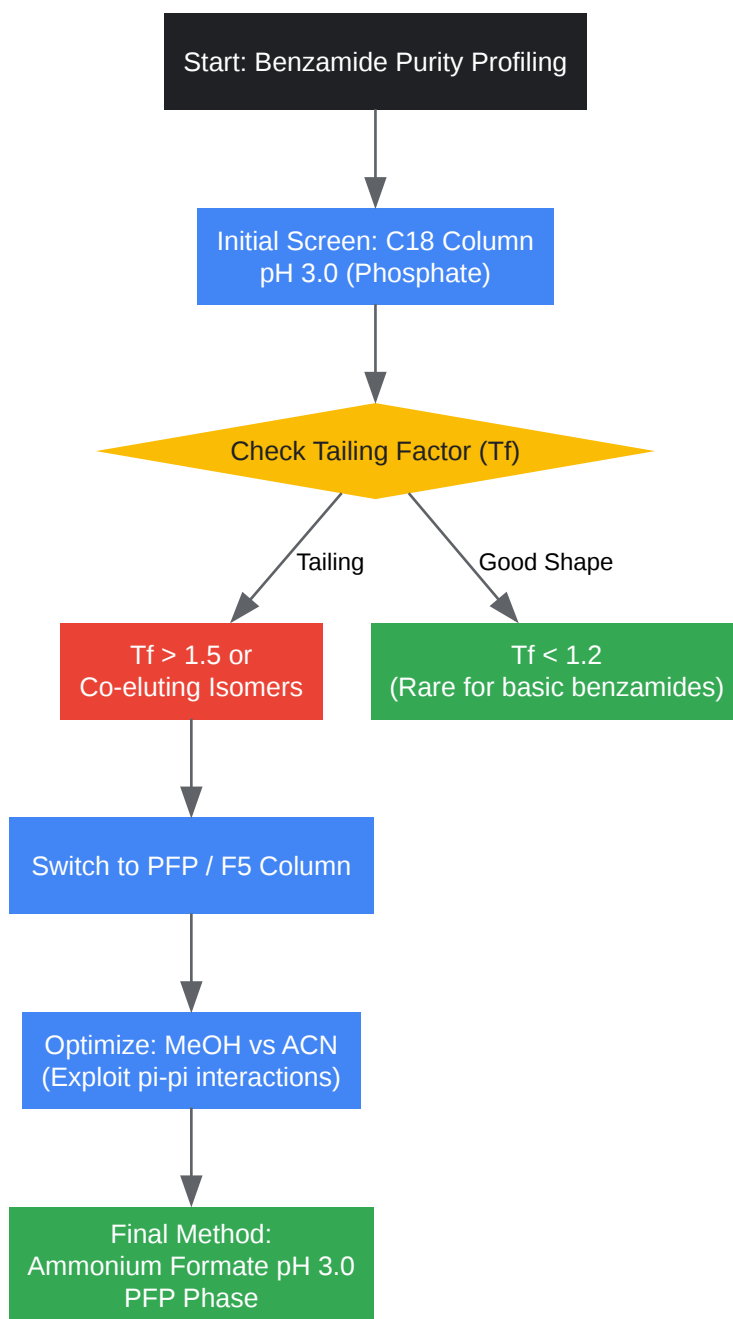 Start: Benzamide Purity Profiling
Initial Screen: C18 Column
pH 3.0 (Phosphate)
Check Tailing Factor (Tf)
Tailing
Good Shape
Tf > 1.5 or
Co-eluting Isomers
Tf < 1.2
(Rare for basic benzamides)
Switch to PFP / F5 Column
Optimize: MeOH vs ACN
(Exploit pi-pi interactions)
Final Method:
Ammonium Formate pH 3.0
PFP Phase